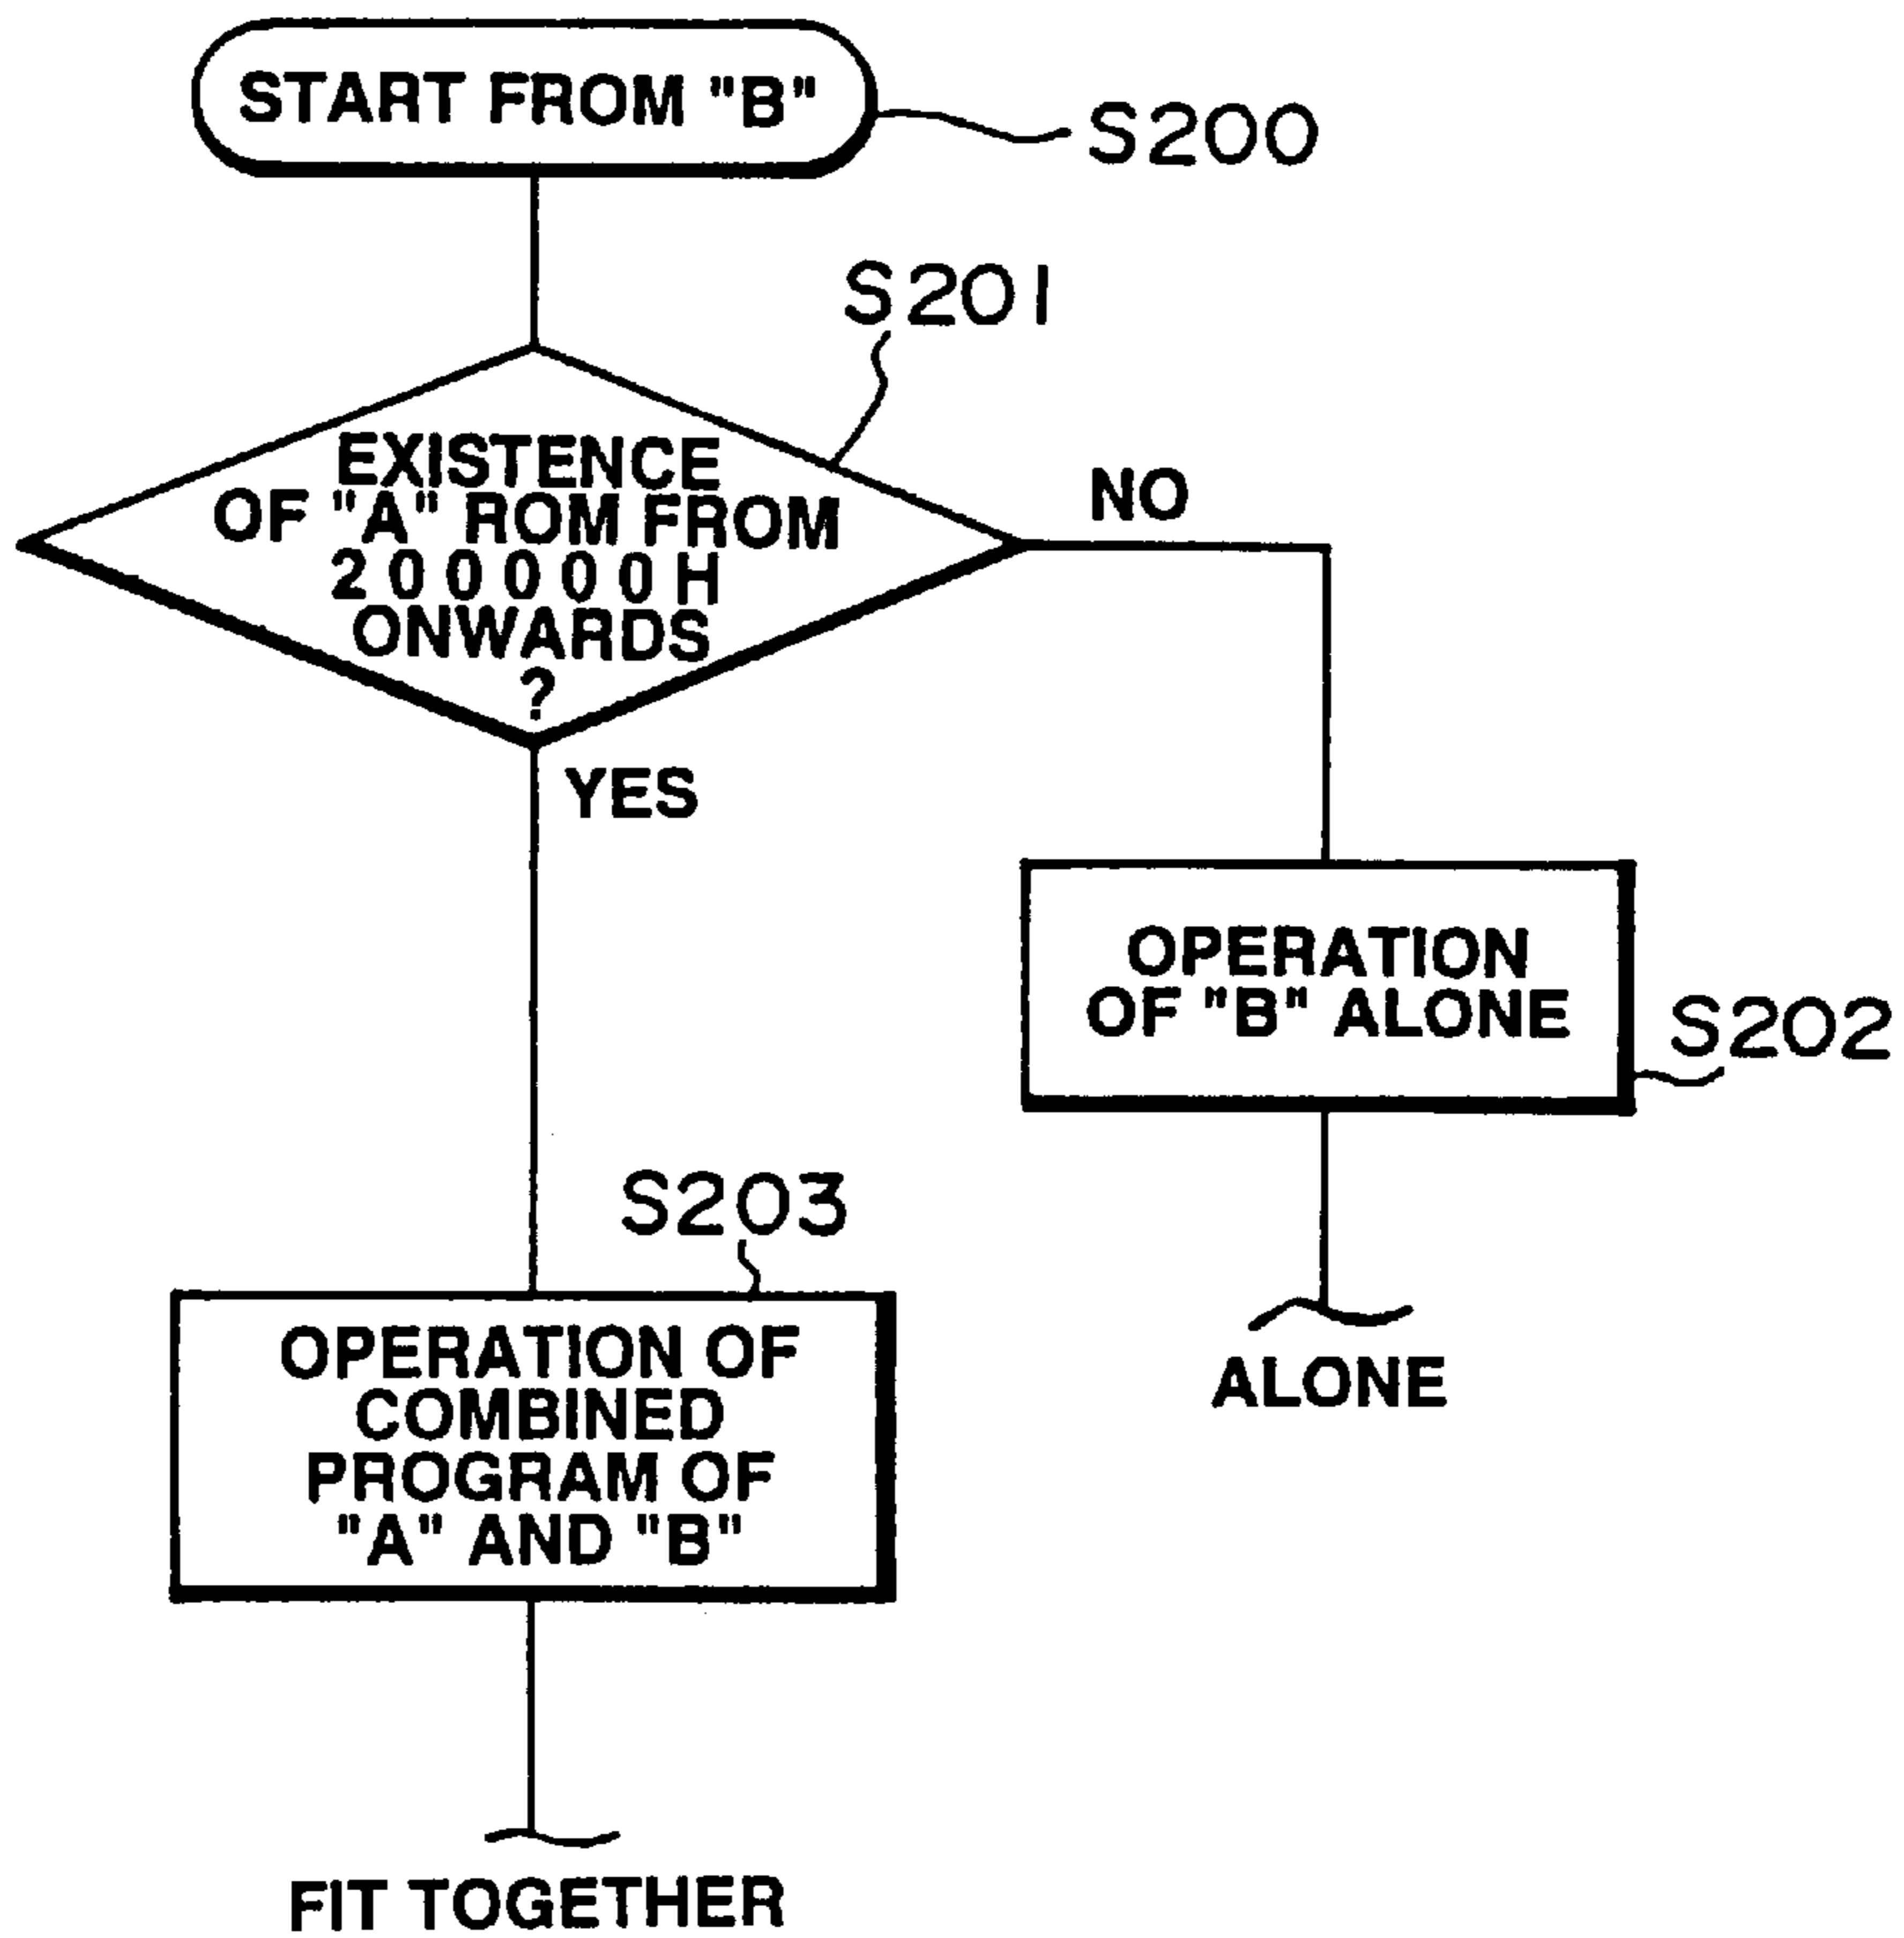 START FROM "B"
S200
S201
EXISTENCE
OF "A" ROM FROM
200000H
ONWARDS
?
NO
YES
OPERATION
OF "B" ALONE
S202
S203
OPERATION OF
COMBINED
PROGRAM OF
"A" AND "B"
ALONE
FIT TOGETHER